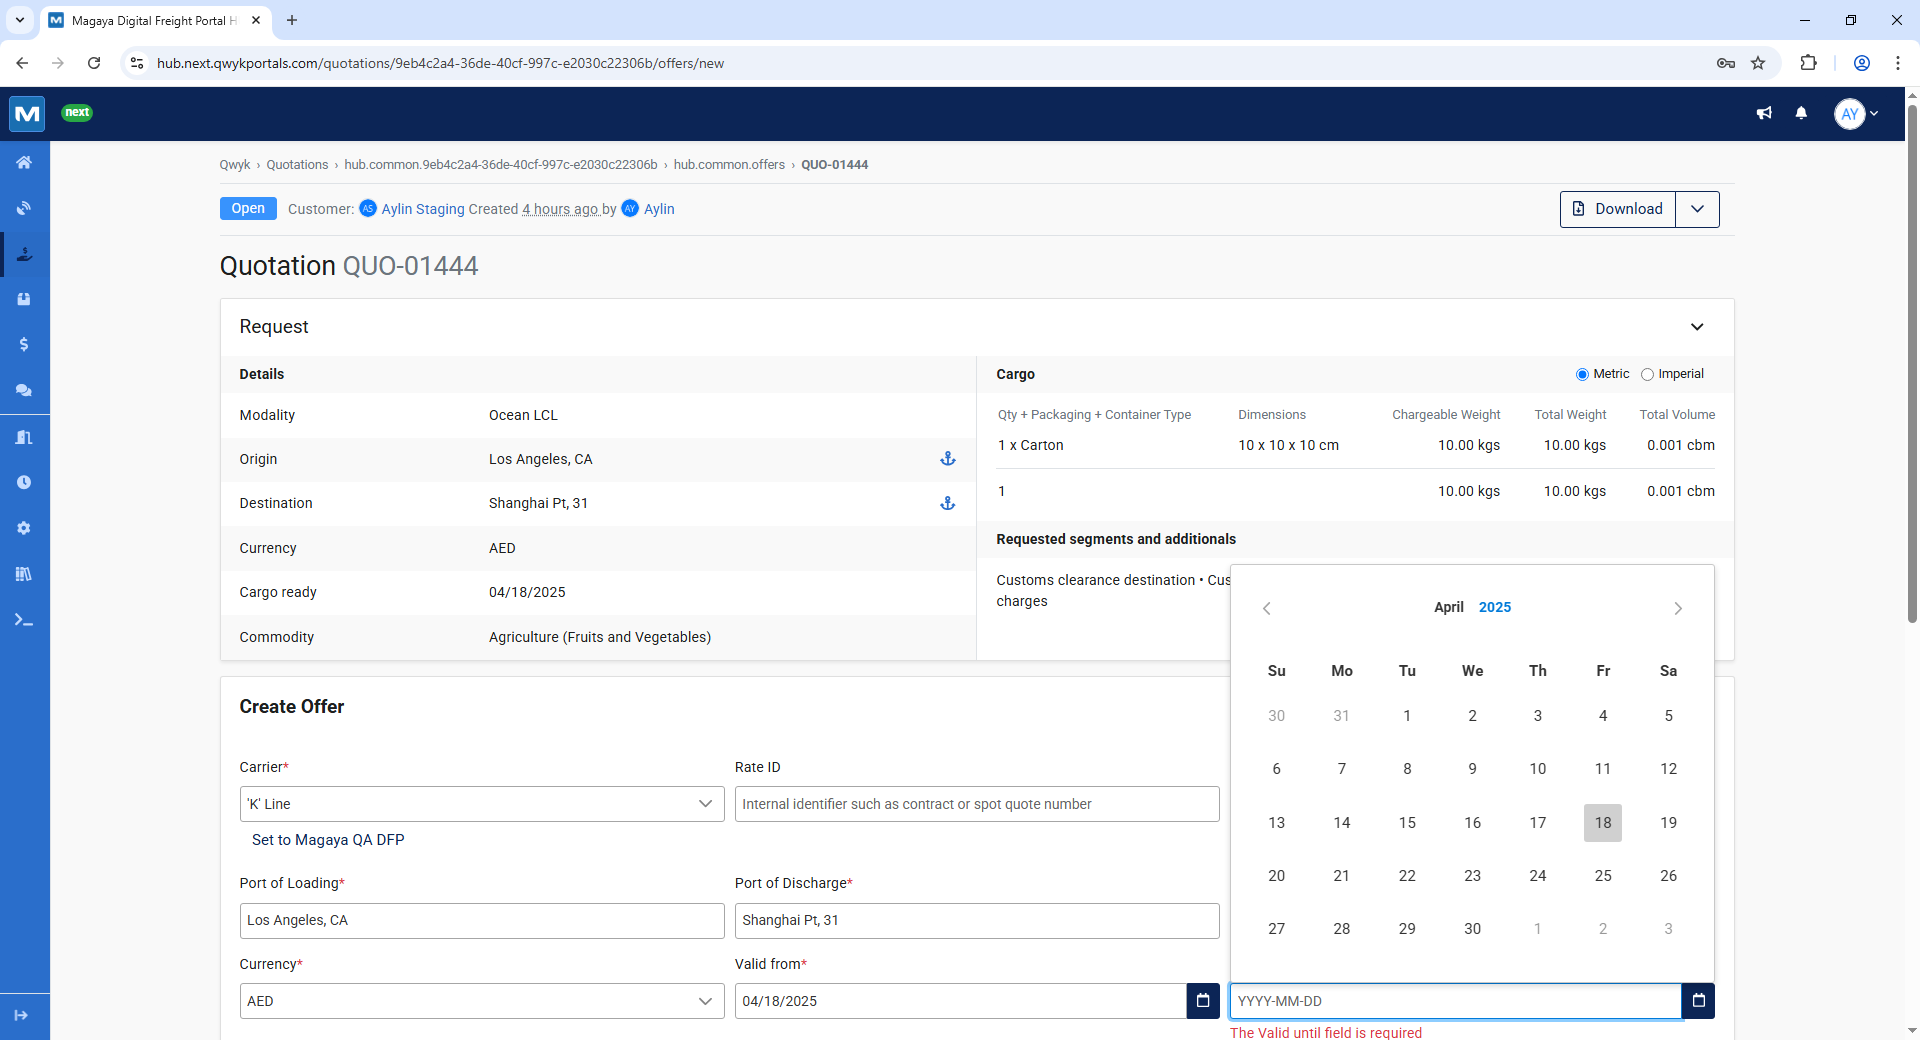 Magaya Digital Freight Portal H
hub.next.qwykportals.com/quotations/9eb4c2a4-36de-40cf-997c-e2030c22306b/offers/new
M next AY
Qwyk › Quotations › hub.common.9eb4c2a4-36de-40cf-997c-e2030c22306b › hub.common.offers › QUO-01444
Open Customer: AS Aylin Staging Created 4 hours ago by AY Aylin Download
Quotation QUO-01444
Request
Details
Modality Ocean LCL
Origin Los Angeles, CA
Destination Shanghai Pt, 31
Currency AED
Cargo ready 04/18/2025
Commodity Agriculture (Fruits and Vegetables)
Cargo Metric Imperial
Qty + Packaging + Container Type Dimensions Chargeable Weight Total Weight Total Volume
1 x Carton 10 x 10 x 10 cm 10.00 kgs 10.00 kgs 0.001 cbm
1 10.00 kgs 10.00 kgs 0.001 cbm
Requested segments and additionals
Customs clearance destination • Cus
charges
Create Offer
Carrier* Rate ID
'K' Line Internal identifier such as contract or spot quote number
Set to Magaya QA DFP
Port of Loading* Port of Discharge*
Los Angeles, CA Shanghai Pt, 31
Currency* Valid from*
AED 04/18/2025
April 2025
Su Mo Tu We Th Fr Sa
30 31 1 2 3 4 5
6 7 8 9 10 11 12
13 14 15 16 17 18 19
20 21 22 23 24 25 26
27 28 29 30 1 2 3
YYYY-MM-DD
The Valid until field is required